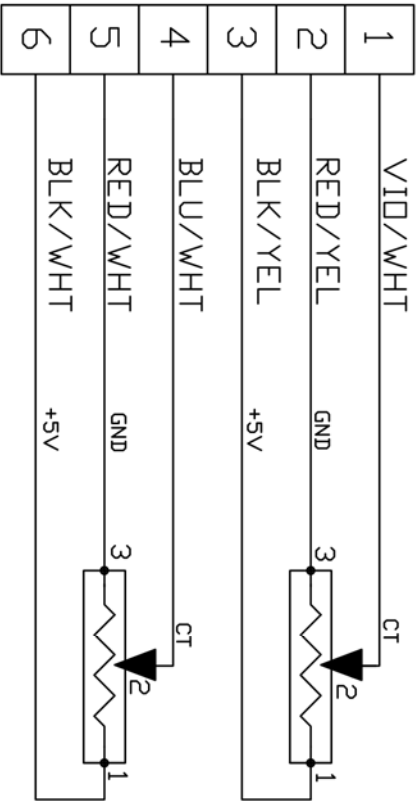 1
2
3
4
5
6
VIO/WHT
RED/YEL
BLK/YEL
BLU/WHT
RED/WHT
BLK/WHT
GND
+5V
GND
+5V
3
CT
2
1
3
CT
2
1